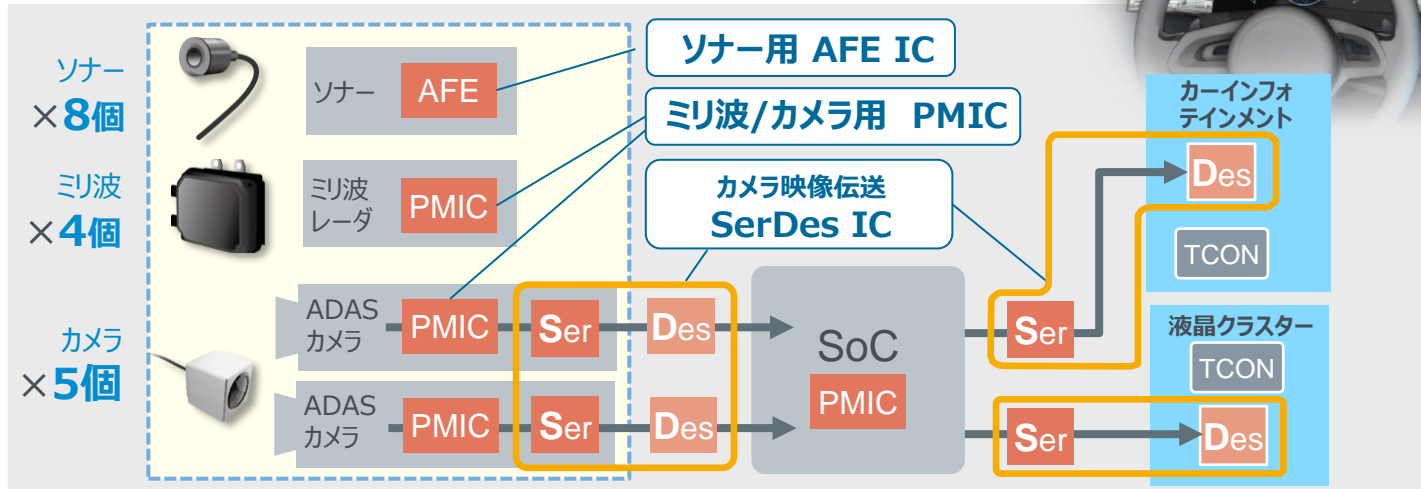 ソナー
×8個
ソナー
AFE
ソナー用 AFE IC
ミリ波
×4個
ミリ波
レーダ
PMIC
ミリ波/カメラ用 PMIC
カメラ映像伝送
SerDes IC
カメラ
×5個
ADAS
カメラ
PMIC
Ser
Des
ADAS
カメラ
PMIC
Ser
Des
SoC
PMIC
Ser
Ser
カーインフォ
テインメント
Des
TCON
液晶クラスター
TCON
Des